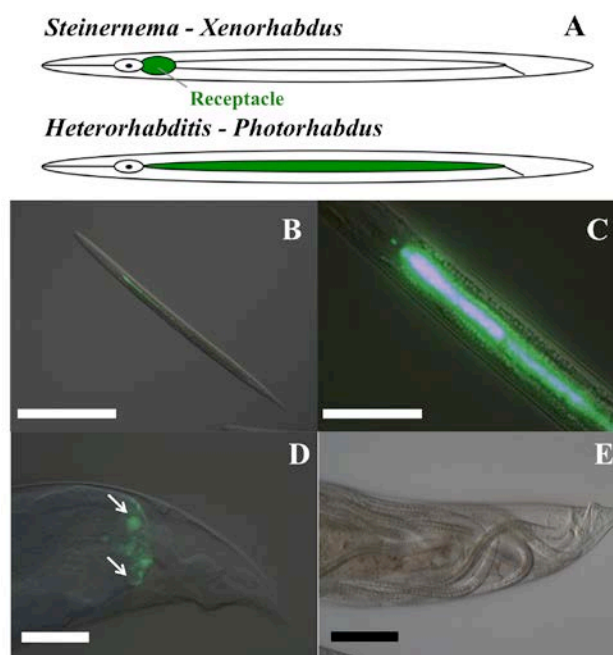 Steinernema - Xenorhabdus
A
Receptacle
Heterorhabditis - Photorhabdus
B
C
D
E